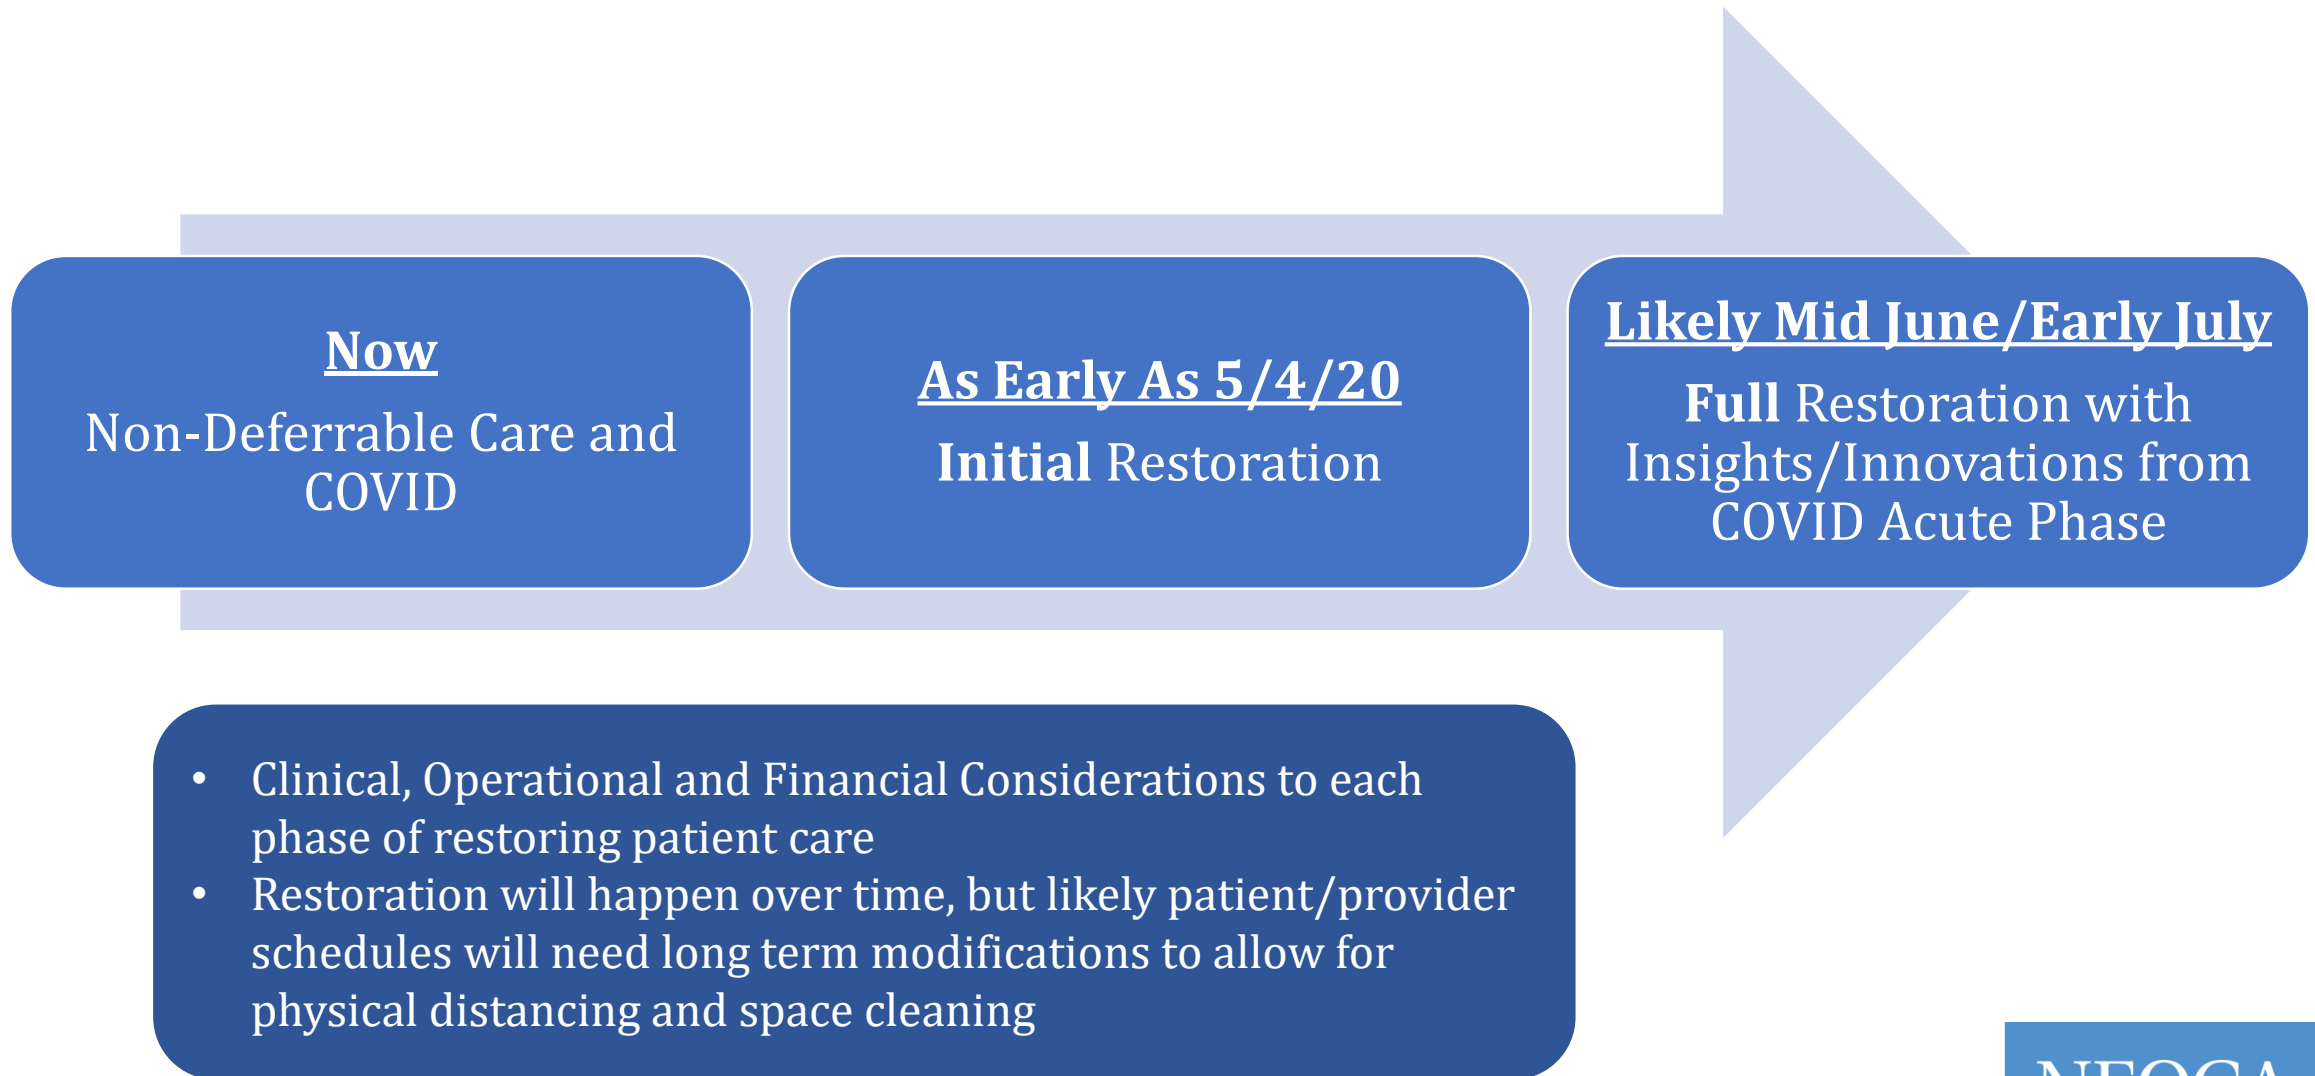 Now
Non-Deferrable Care and
COVID
As Early As 5/4/20
Initial Restoration
Likely Mid June/Early July
Full Restoration with
Insights/Innovations from
COVID Acute Phase
• Clinical, Operational and Financial Considerations to each
phase of restoring patient care
• Restoration will happen over time, but likely patient/provider
schedules will need long term modifications to allow for
physical distancing and space cleaning